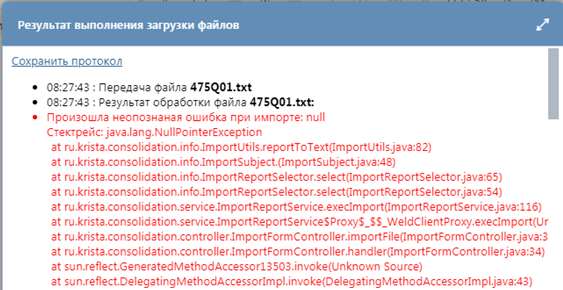 Результат выполнения загрузки файлов
Сохранить протокол
08:27:43 : Передача файла 475Q01.txt
08:27:43 : Результат обработки файла 475Q01.txt:
Произошла неопознаная ошибка при импорте: null
Стектрейс: java.lang.NullPointerException
at ru.krista.consolidation.info.ImportUtils.reportToText(ImportUtils.java:82)
at ru.krista.consolidation.info.ImportSubject.(ImportSubject.java:48)
at ru.krista.consolidation.info.ImportReportSelector.select(ImportReportSelector.java:65)
at ru.krista.consolidation.info.ImportReportSelector.select(ImportReportSelector.java:54)
at ru.krista.consolidation.service.ImportReportService.execImport(ImportReportService.java:116)
at ru.krista.consolidation.service.ImportReportService$Proxy$_$$_WeldClientProxy.execImport(Ur
at ru.krista.consolidation.controller.ImportFormController.importFile(ImportFormController.java:3
at ru.krista.consolidation.controller.ImportFormController.handler(ImportFormController.java:34)
at sun.reflect.GeneratedMethodAccessor13503.invoke(Unknown Source)
at sun.reflect.DelegatingMethodAccessorImpl.invoke(DelegatingMethodAccessorImpl.java:43)